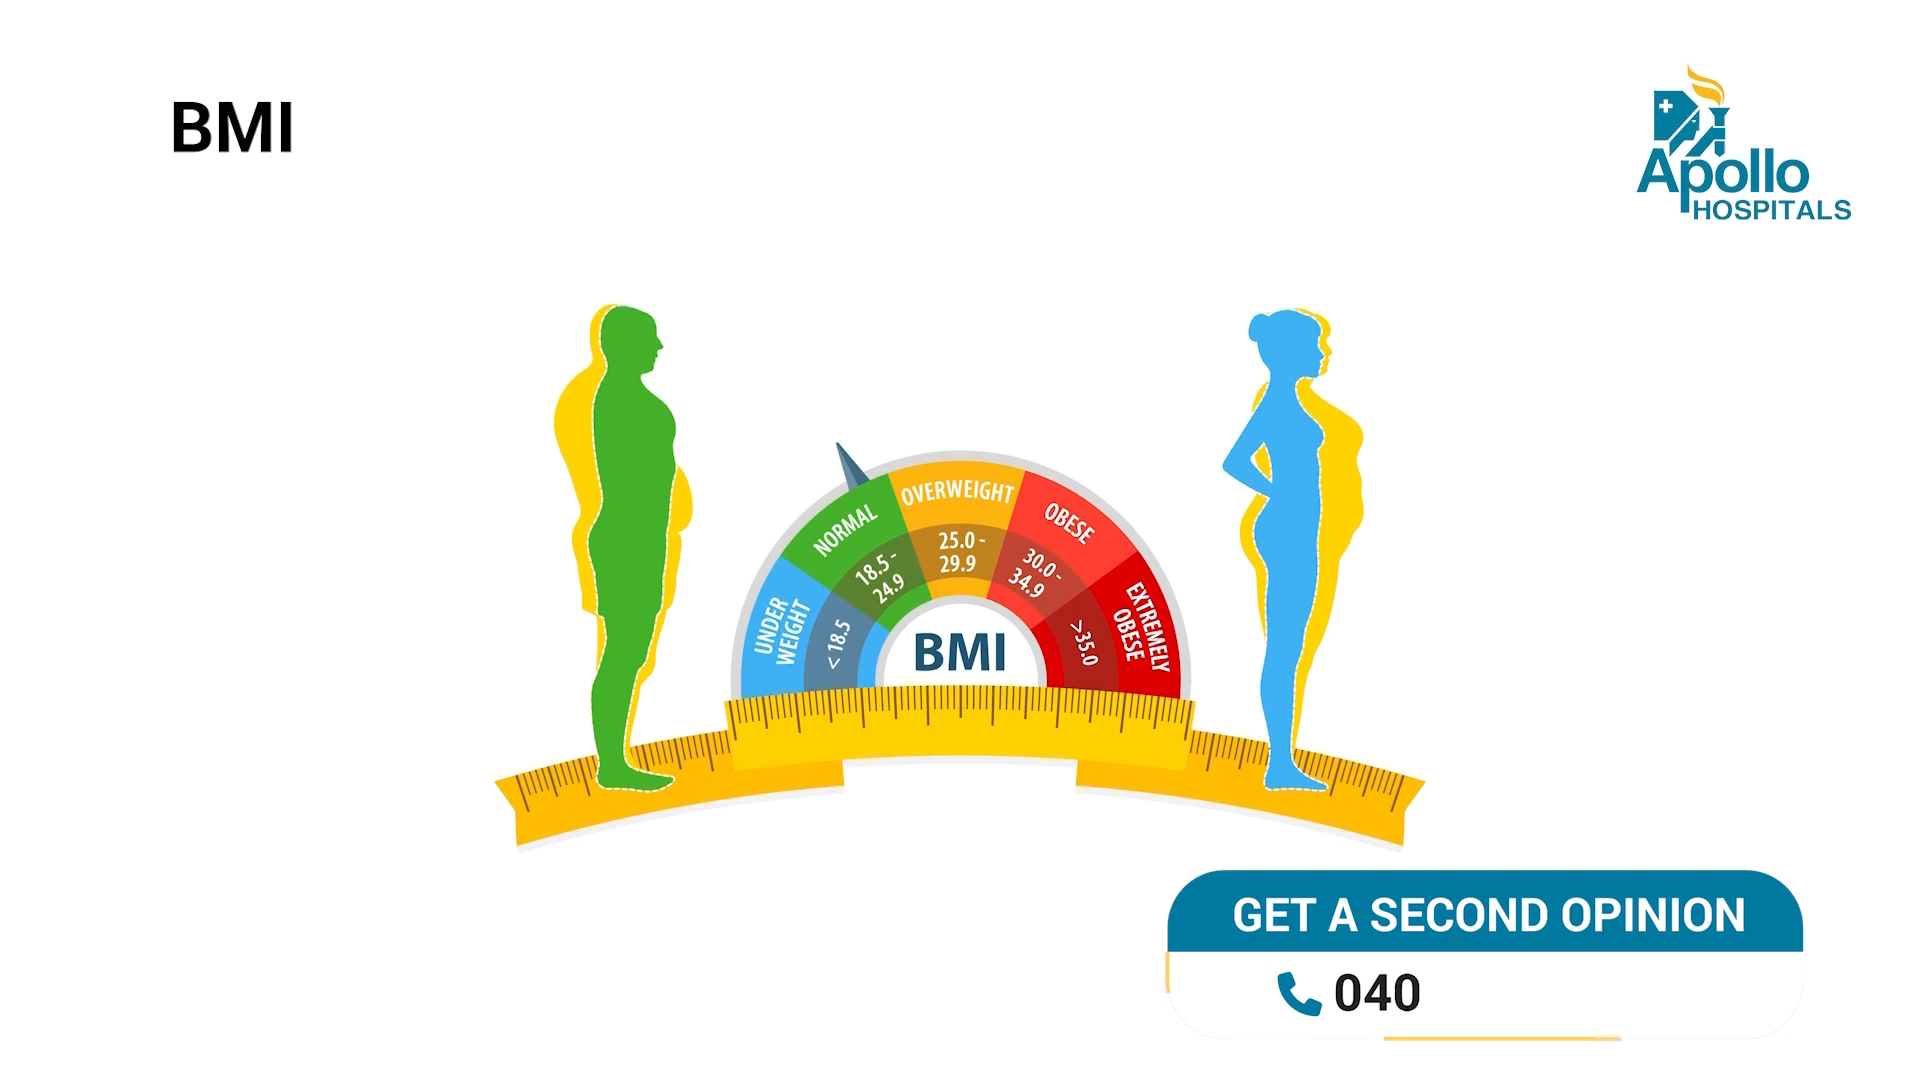 BMI
Apollo
HOSPITALS
UNDER
WEIGHT
< 18.5
NORMAL
18.5 -
24.9
OVERWEIGHT
25.0 -
29.9
OBESE
30.0 -
34.9
EXTREMELY
OBESE
>35.0
BMI
GET A SECOND OPINION
040